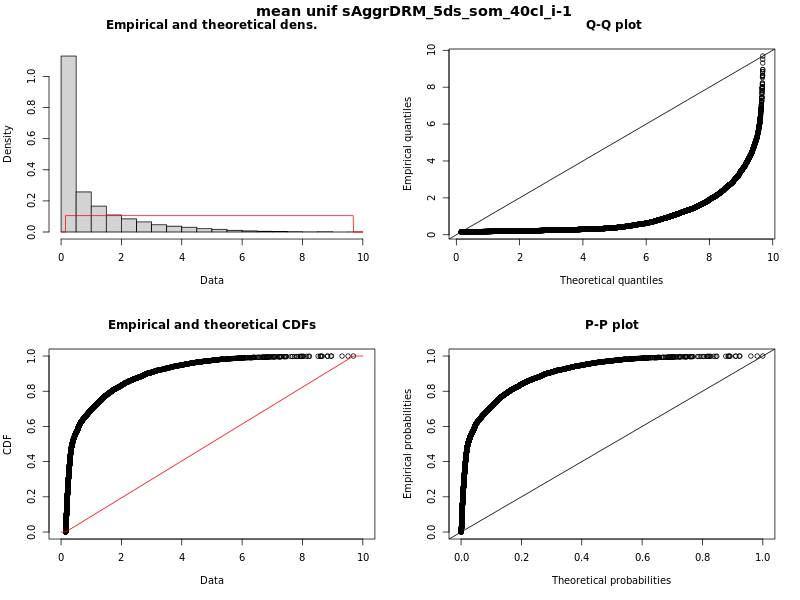 mean unif sAggrDRM_5ds_som_40cl_i-1
Empirical and theoretical dens.
Density
0.0 0.2 0.4 0.6 0.8 1.0
0 2 4 6 8 10
Data
Q-Q plot
Empirical quantiles
0 2 4 6 8 10
0 2 4 6 8 10
Theoretical quantiles
Empirical and theoretical CDFs
CDF
0.0 0.2 0.4 0.6 0.8 1.0
0 2 4 6 8 10
Data
P-P plot
Empirical probabilities
0.0 0.2 0.4 0.6 0.8 1.0
0.0 0.2 0.4 0.6 0.8 1.0
Theoretical probabilities